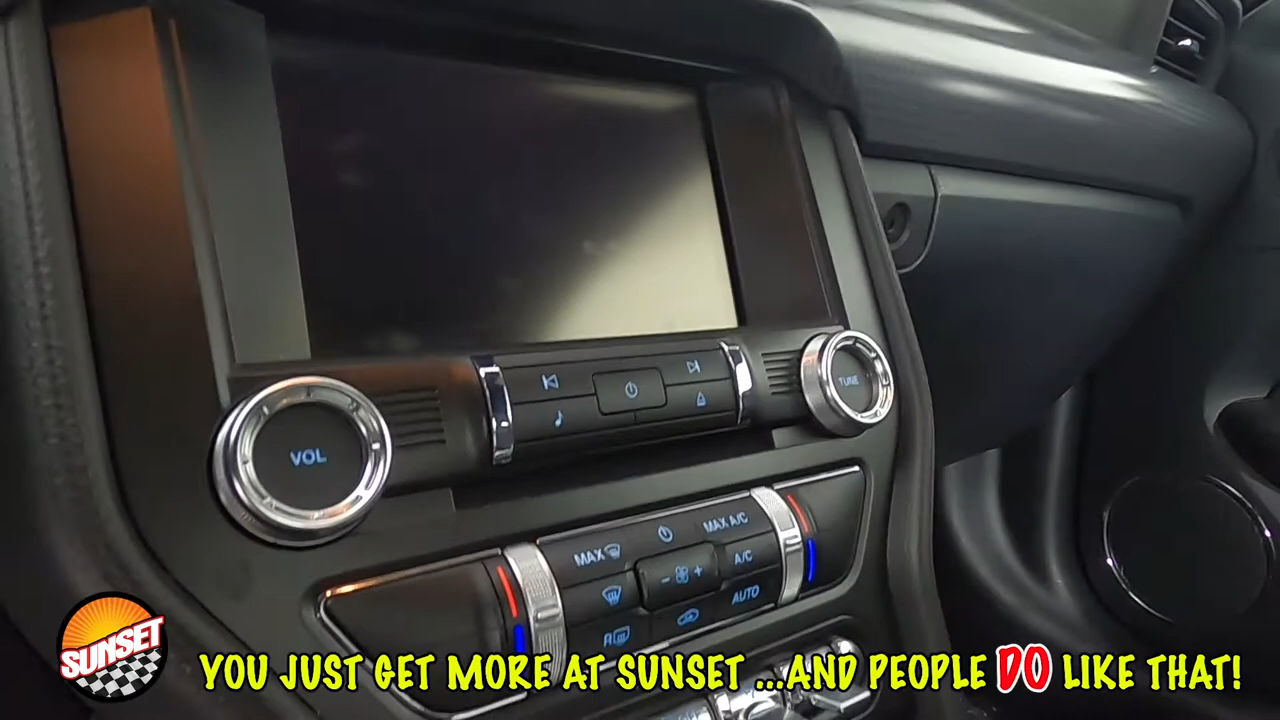 VOL
TUNE
MAX
MAX A/C
A/C
- +
AUTO
R
SUNSET
YOU JUST GET MORE AT SUNSET ...AND PEOPLE DO LIKE THAT!